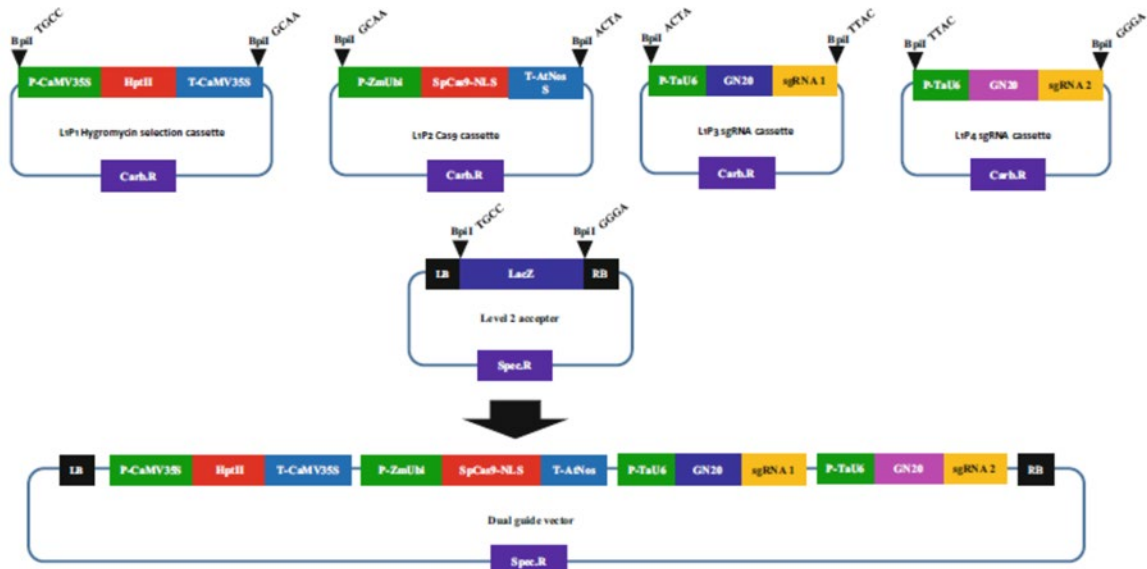 BpiI TGCC
BpiI GCAA
P-CaMV35S HptII T-CaMV35S
L1P1 Hygromycin selection cassette
Carb.R
BpiI GCAA
BpiI ACTA
P-ZmUbi SpCas9-NLS T-AtNos
S
L1P2 Cas9 cassette
Carb.R
BpiI ACTA
BpiI TTAC
P-TaU6 GN20 sgRNA 1
L1P3 sgRNA cassette
Carb.R
BpiI TTAC
BpiI GGGA
P-TaU6 GN20 sgRNA 2
L1P4 sgRNA cassette
Carb.R
BpiI TGCC
BpiI GGGA
LB LacZ RB
Level 2 accepter
Spec.R
LB P-CaMV35S HptII T-CaMV35S P-ZmUbi SpCas9-NLS T-AtNos P-TaU6 GN20 sgRNA 1 P-TaU6 GN20 sgRNA 2 RB
Dual guide vector
Spec.R